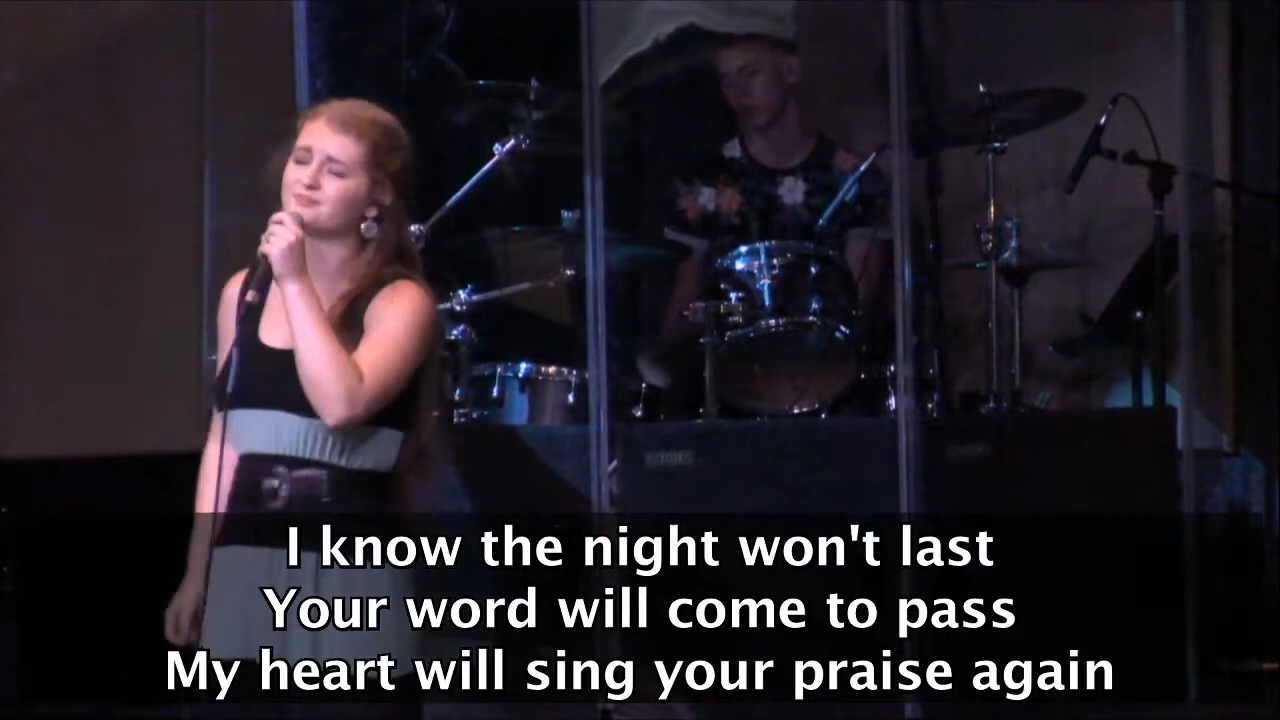 I know the night won't last
Your word will come to pass
My heart will sing your praise again